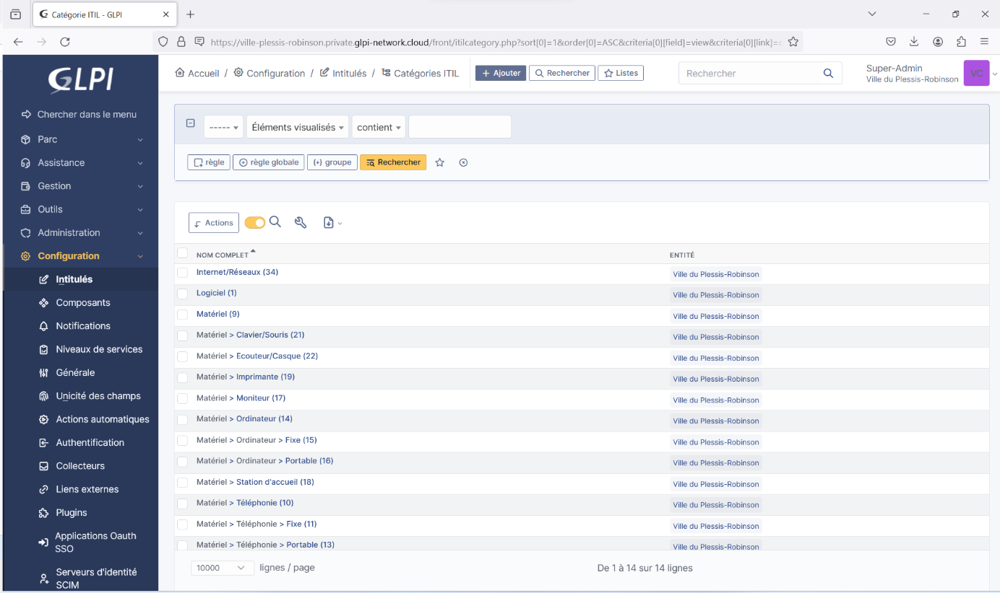 Catégorie ITIL - GLPI
https://ville-plessis-robinson.private.glpi-network.cloud/front/itilcategory.php?sort[0]=1&order[0]=ASC&criteria[0][field]=view&criteria[0][link]=
GLPI
Accueil / Configuration / Intitulés / Catégories ITIL
Ajouter
Rechercher
Listes
Rechercher
Super-Admin
Ville du Plessis-Robinson
VC
Chercher dans le menu
Parc
Assistance
Gestion
Outils
Administration
Configuration
Intitulés
Composants
Notifications
Niveaux de services
Générale
Unicité des champs
Actions automatiques
Authentification
Collecteurs
Liens externes
Plugins
Applications Oauth
SSO
Serveurs d'identité
SCIM
----- Éléments visualisés contient
règle règle globale (+) groupe Rechercher
Actions
NOM COMPLET ENTITÉ
Internet/Réseaux (34) Ville du Plessis-Robinson
Logiciel (1) Ville du Plessis-Robinson
Matériel (9) Ville du Plessis-Robinson
Matériel > Clavier/Souris (21) Ville du Plessis-Robinson
Matériel > Ecouteur/Casque (22) Ville du Plessis-Robinson
Matériel > Imprimante (19) Ville du Plessis-Robinson
Matériel > Moniteur (17) Ville du Plessis-Robinson
Matériel > Ordinateur (14) Ville du Plessis-Robinson
Matériel > Ordinateur > Fixe (15) Ville du Plessis-Robinson
Matériel > Ordinateur > Portable (16) Ville du Plessis-Robinson
Matériel > Station d'accueil (18) Ville du Plessis-Robinson
Matériel > Téléphonie (10) Ville du Plessis-Robinson
Matériel > Téléphonie > Fixe (11) Ville du Plessis-Robinson
Matériel > Téléphonie > Portable (13) Ville du Plessis-Robinson
10000 lignes / page De 1 à 14 sur 14 lignes